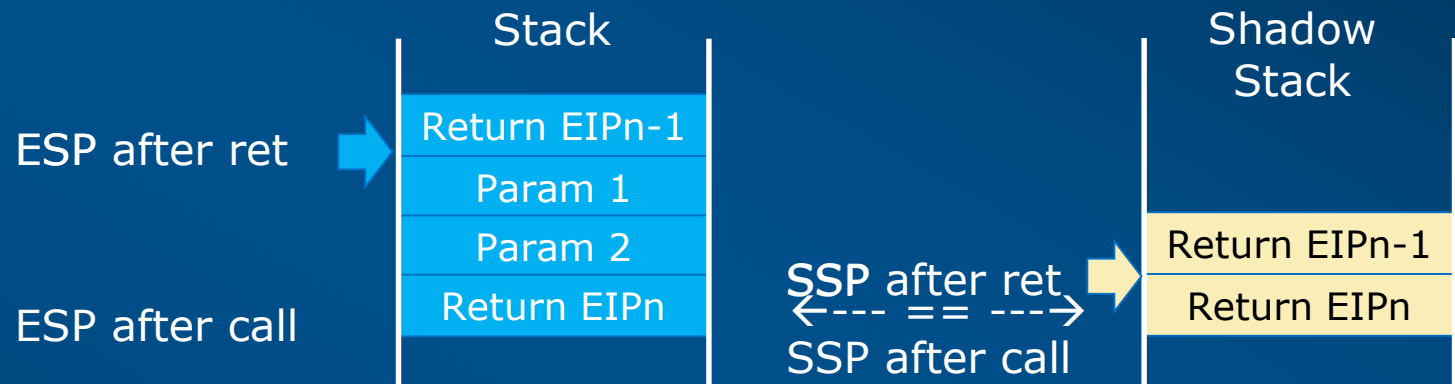 Stack
Shadow
Stack
ESP after ret
Return EIPn-1
Param 1
Param 2
Return EIPn
ESP after call
SSP after ret
←--- == ---→
SSP after call
Return EIPn-1
Return EIPn